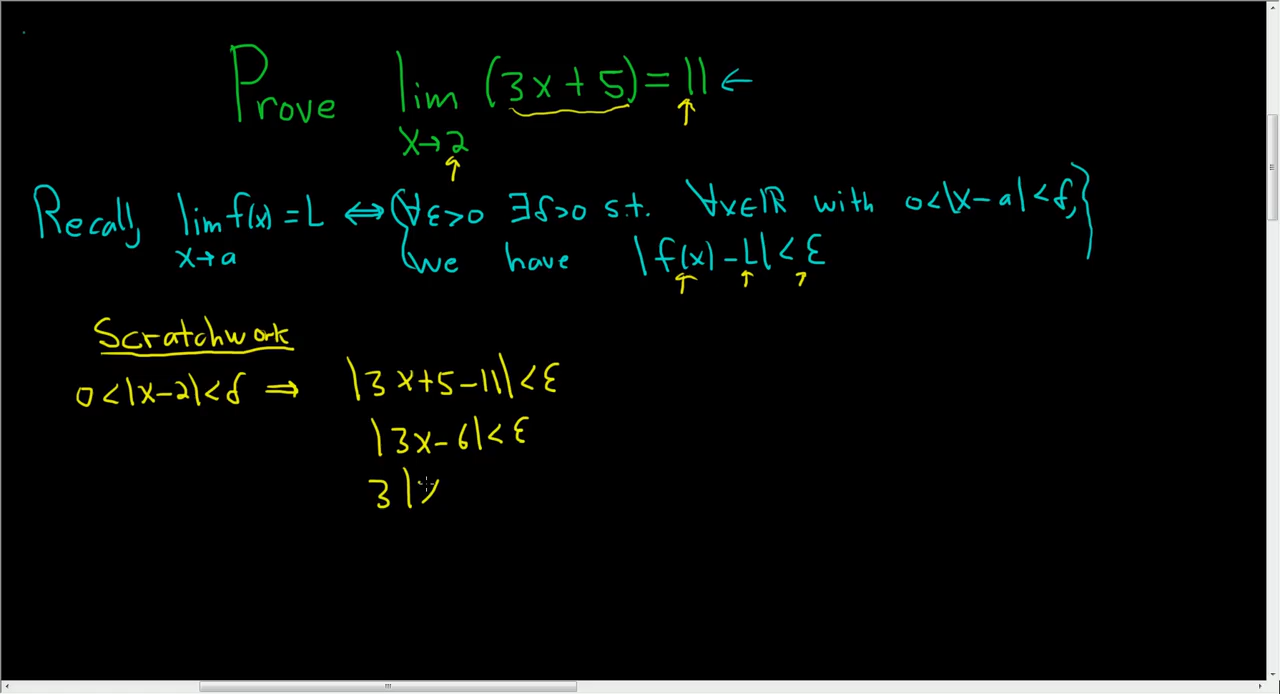 Prove lim (3x + 5) = 11 ←
x→2
Recall, lim f(x) = L ⇔ (∀ε>0 ∃δ>0 s.t. ∀x∈ℝ with 0<|x-a|<δ,
x→a
we have |f(x) - L| < ε)
Scratchwork
0<|x-2|<δ ⇒ |3x+5-11|<ε
|3x-6|<ε
3|